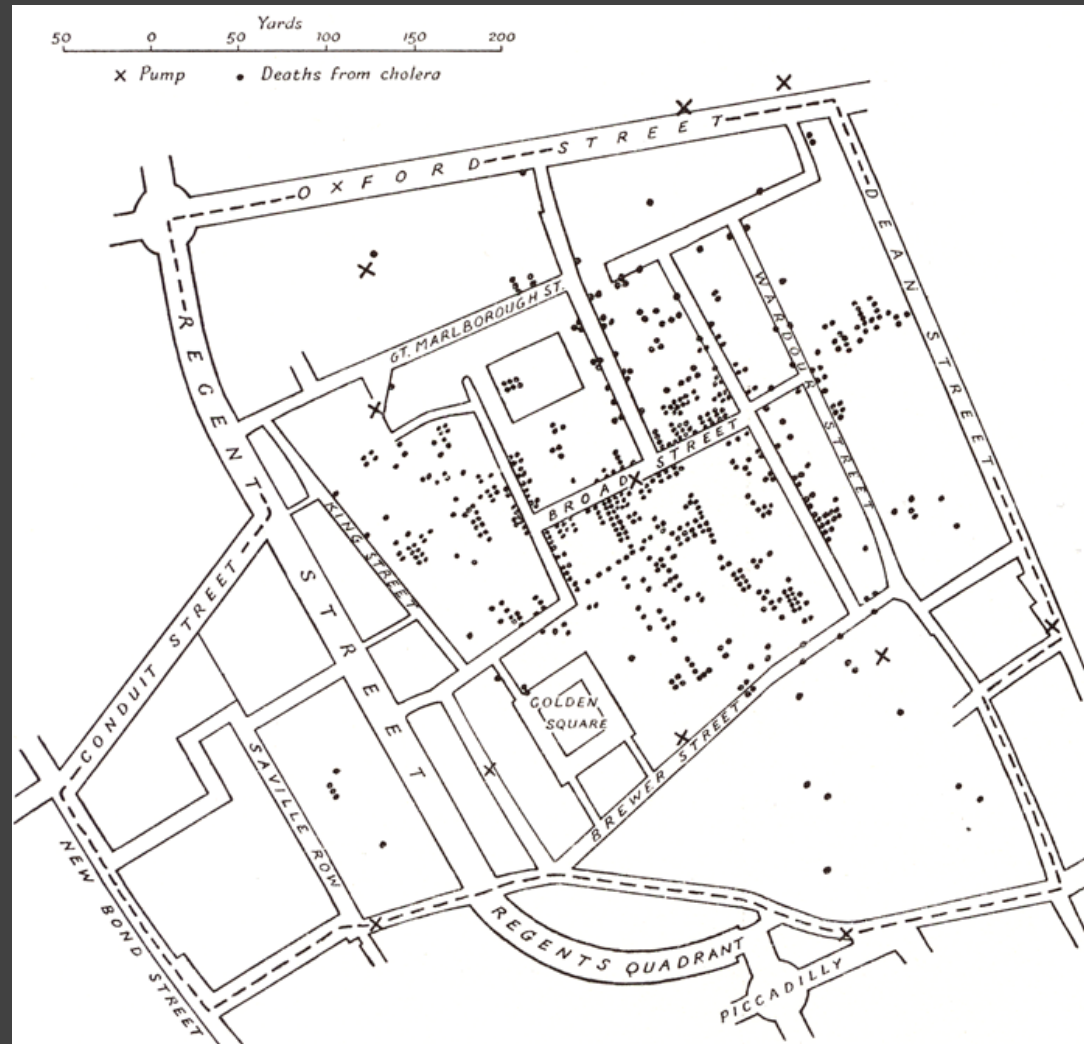 Yards
50 0 50 100 150 200
× Pump • Deaths from cholera
OXFORD STREET
REGENT STREET
DEAN STREET
WARDOUR STREET
GT. MARLBOROUGH ST.
BROAD STREET
KING STREET
CONDUIT STREET
GOLDEN
SQUARE
BREWER STREET
SAVILLE ROW
NEW BOND STREET
REGENTS QUADRANT
PICCADILLY